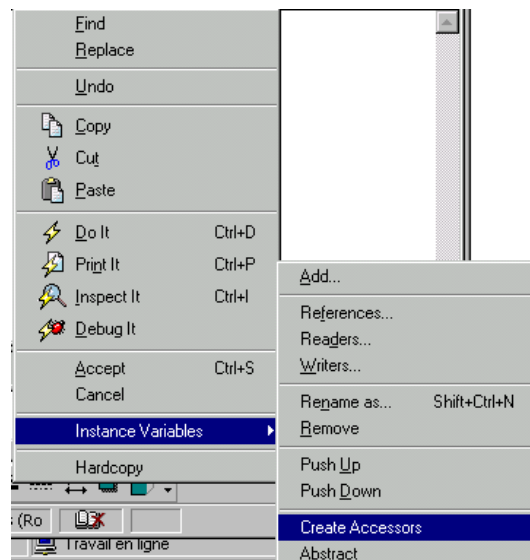 Find
Replace
Undo
Copy
Cut
Paste
Do It Ctrl+D
Print It Ctrl+P
Inspect It Ctrl+I
Debug It
Accept Ctrl+S
Cancel
Instance Variables
Hardcopy
Add...
References...
Readers...
Writers...
Rename as... Shift+Ctrl+N
Remove
Push Up
Push Down
Create Accessors
Abstract
(Ro
Travail en ligne